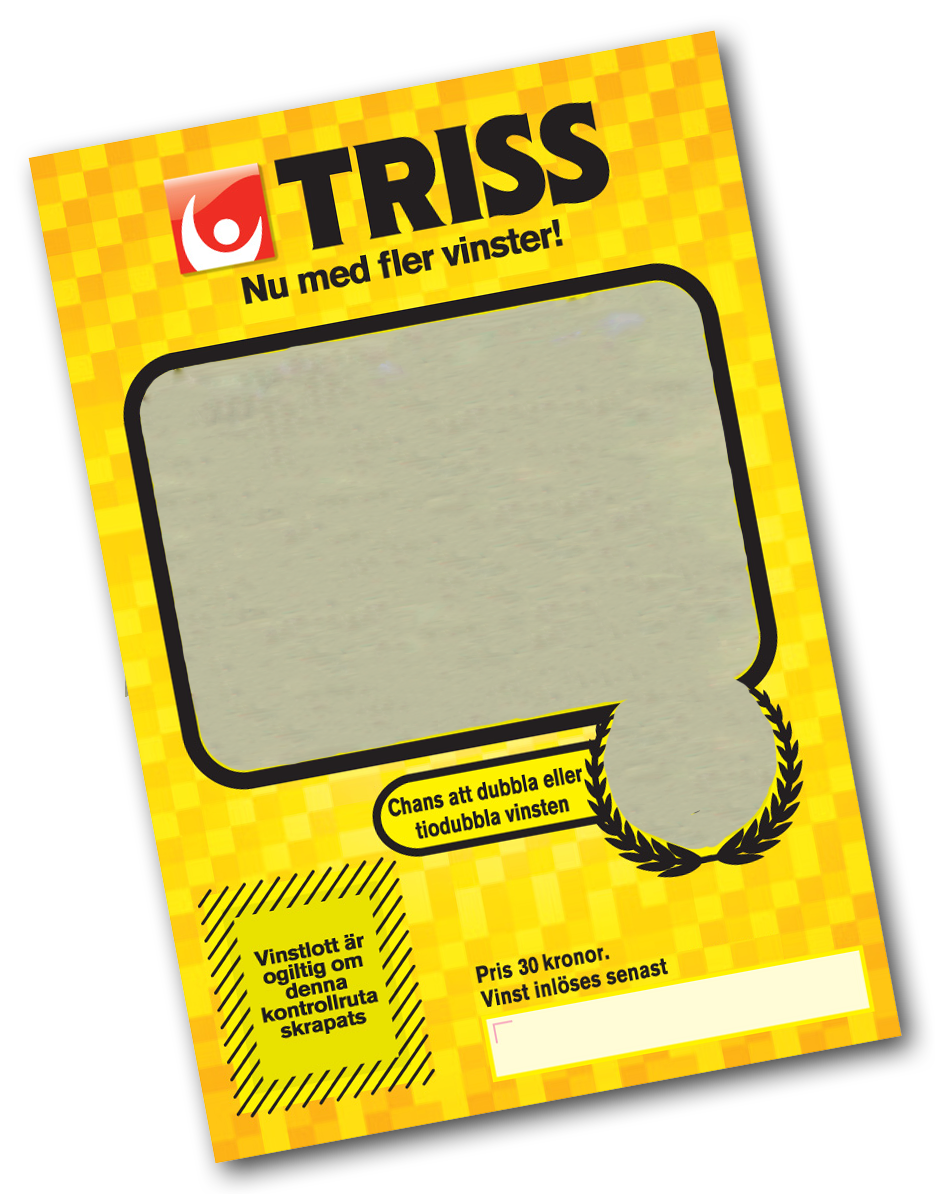 TRISS
Nu med fler vinster!
Chans att dubbla eller
tiodubbla vinsten
Vinstlott är
ogiltig om
denna
kontrollruta
skrapats
Pris 30 kronor.
Vinst inlöses senast